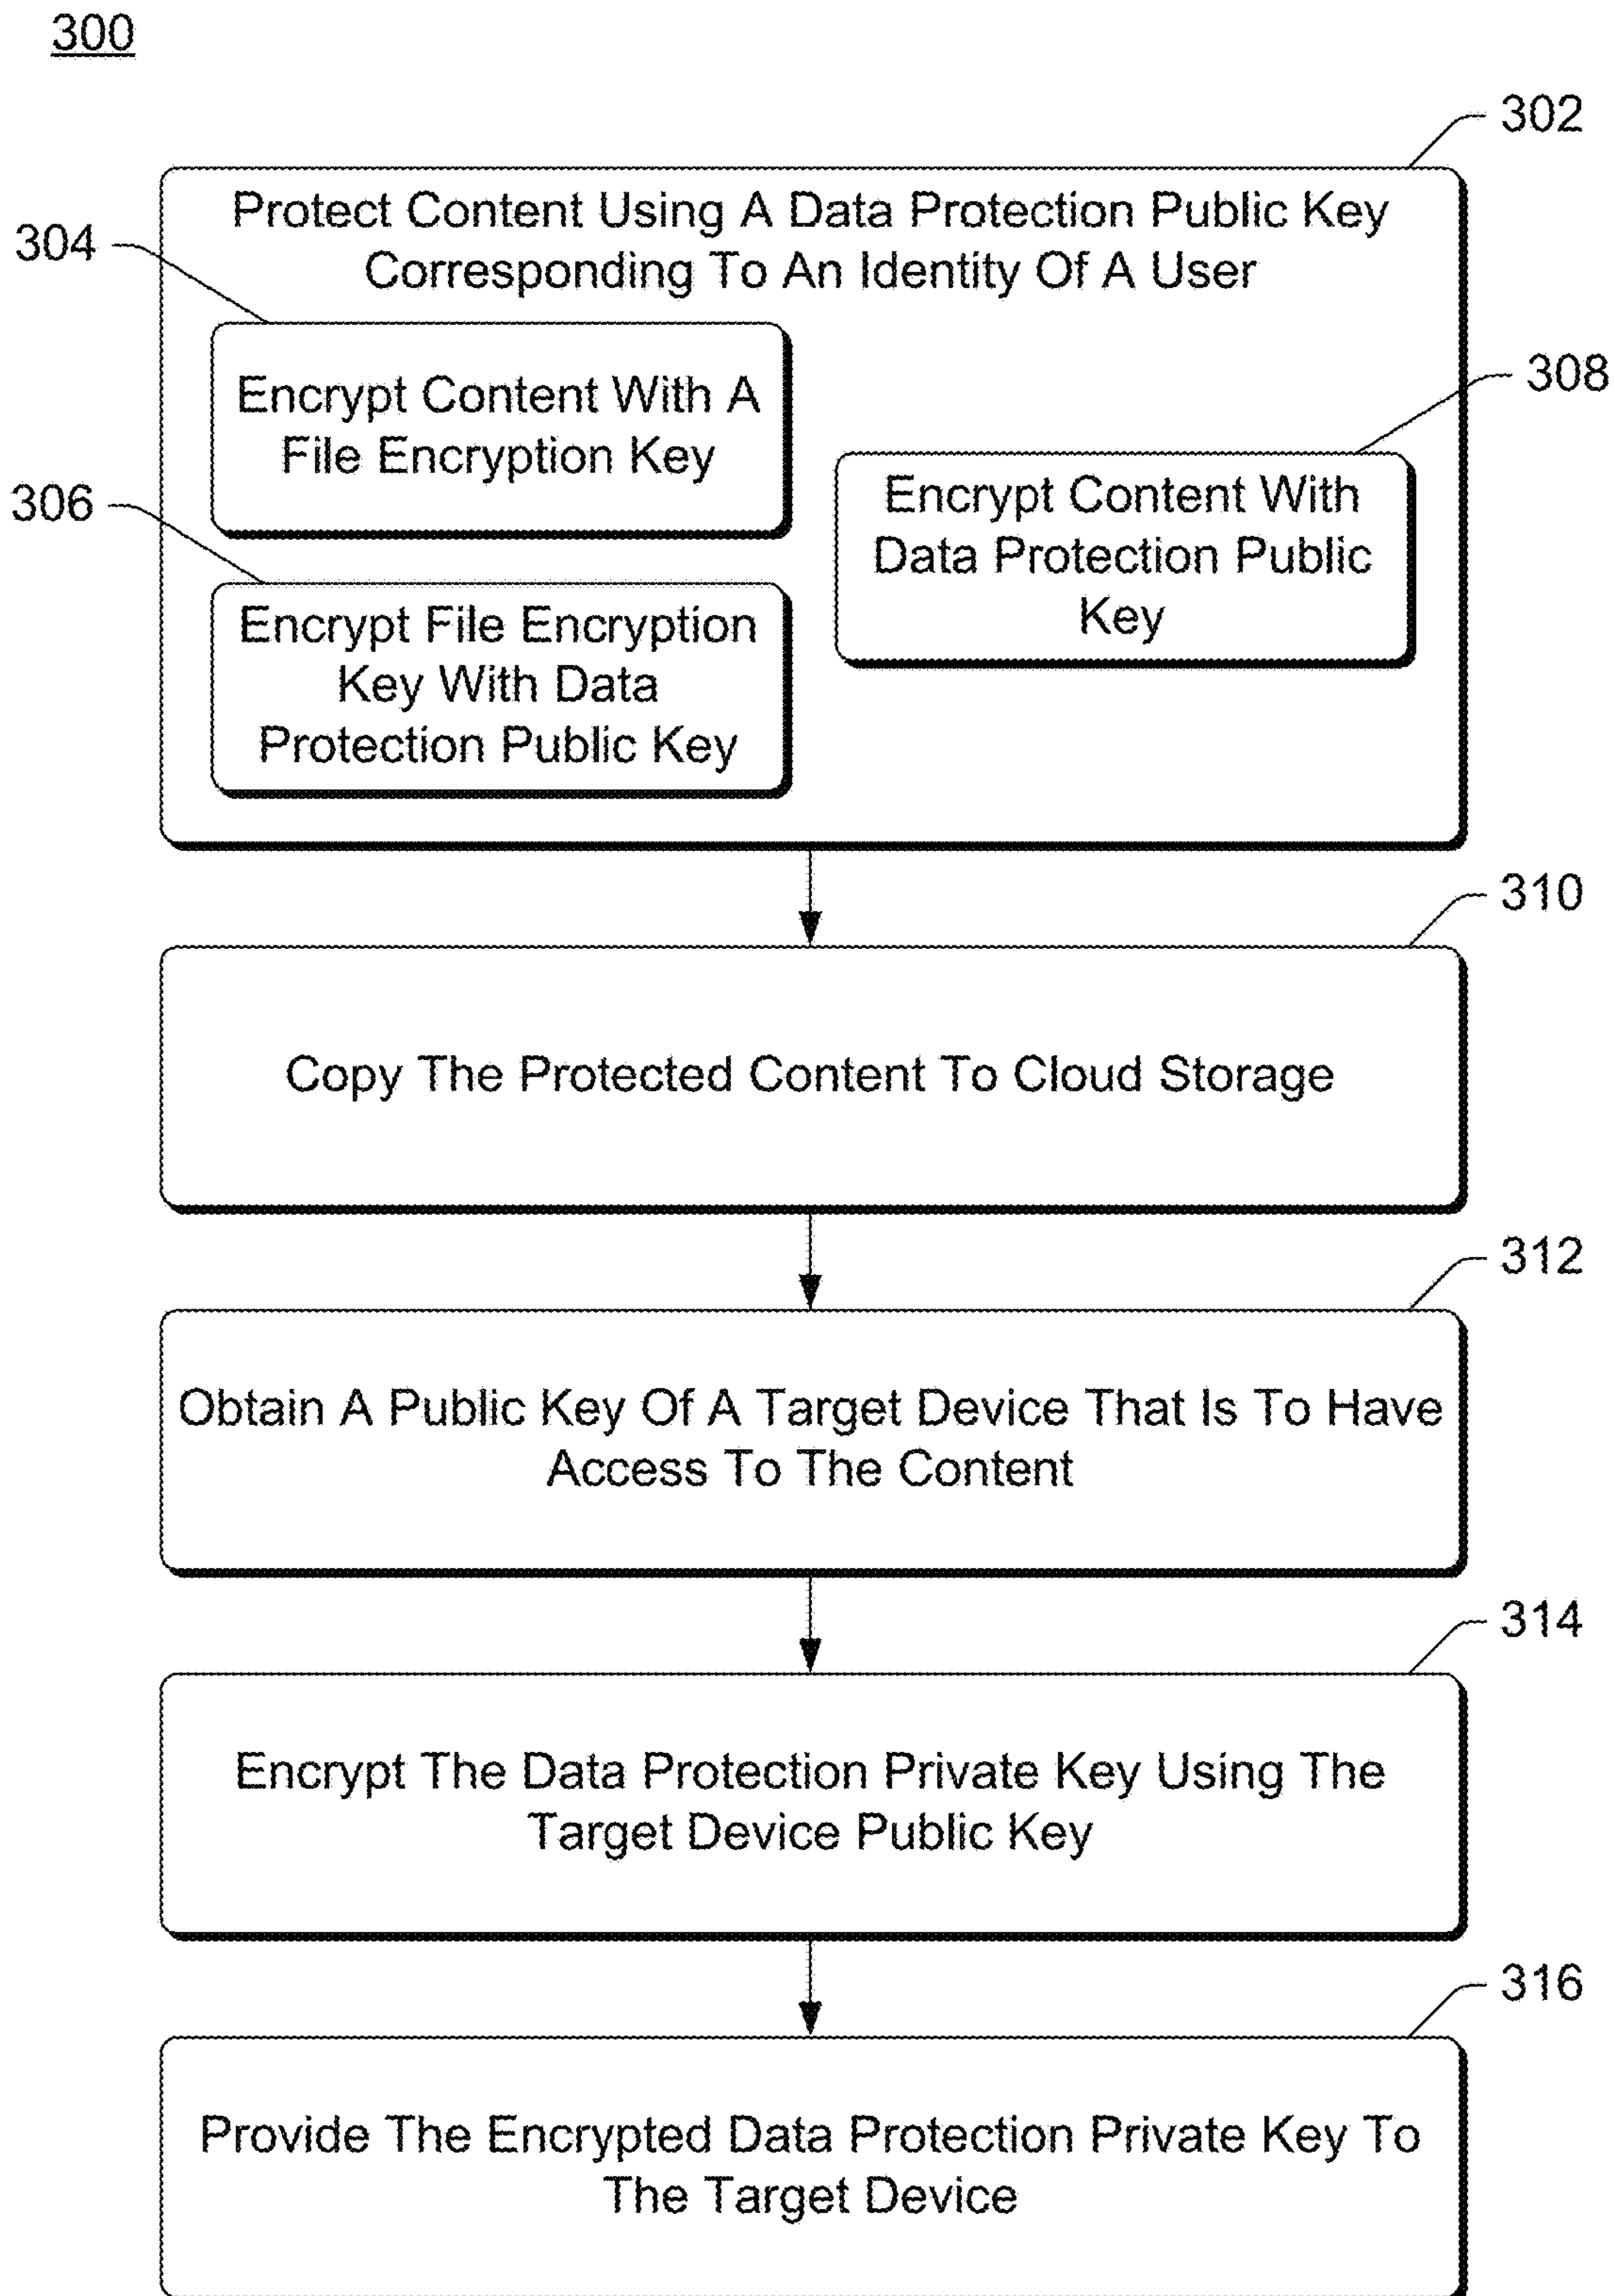 300
302
Protect Content Using A Data Protection Public Key
Corresponding To An Identity Of A User
304
Encrypt Content With A
File Encryption Key
308
Encrypt Content With
Data Protection Public
Key
306
Encrypt File Encryption
Key With Data
Protection Public Key
310
Copy The Protected Content To Cloud Storage
312
Obtain A Public Key Of A Target Device That Is To Have
Access To The Content
314
Encrypt The Data Protection Private Key Using The
Target Device Public Key
316
Provide The Encrypted Data Protection Private Key To
The Target Device